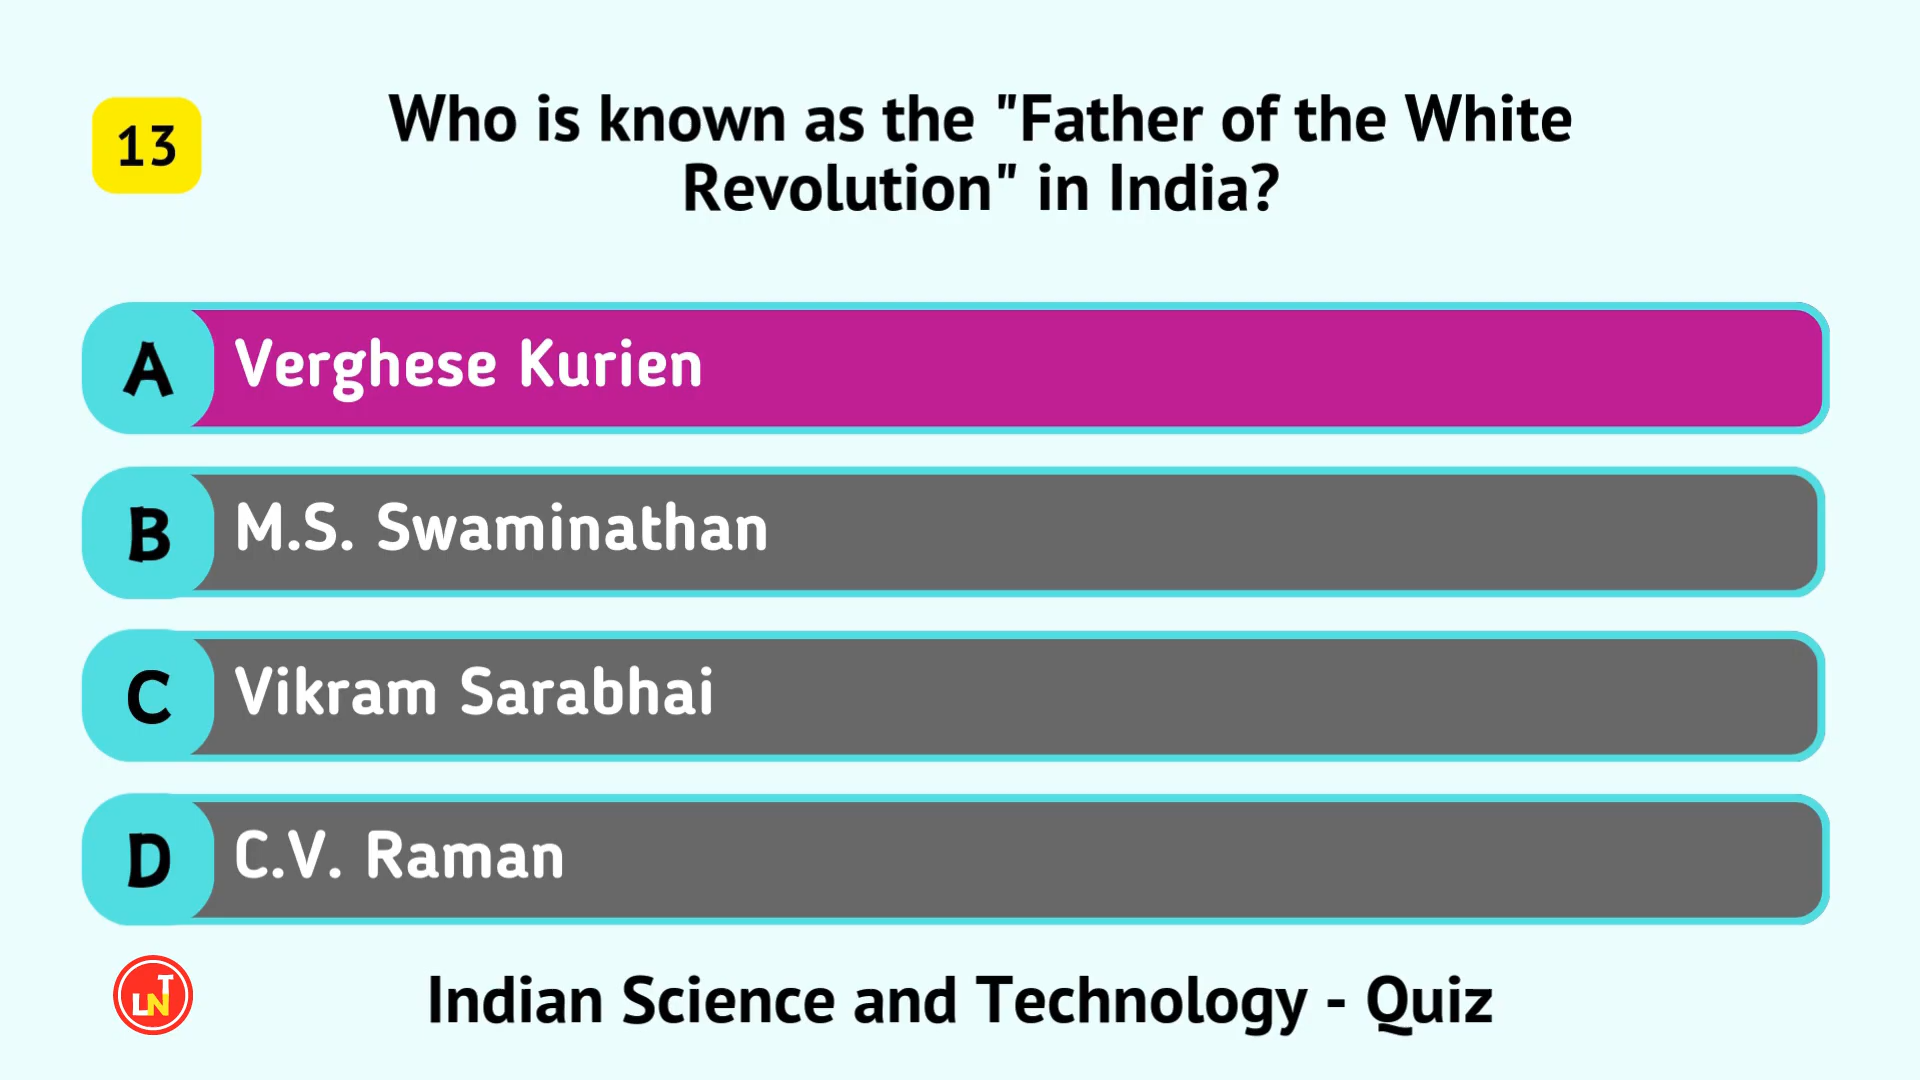 13
Who is known as the "Father of the White
Revolution" in India?
A
Verghese Kurien
B
M.S. Swaminathan
C
Vikram Sarabhai
D
C.V. Raman
LNT
Indian Science and Technology - Quiz